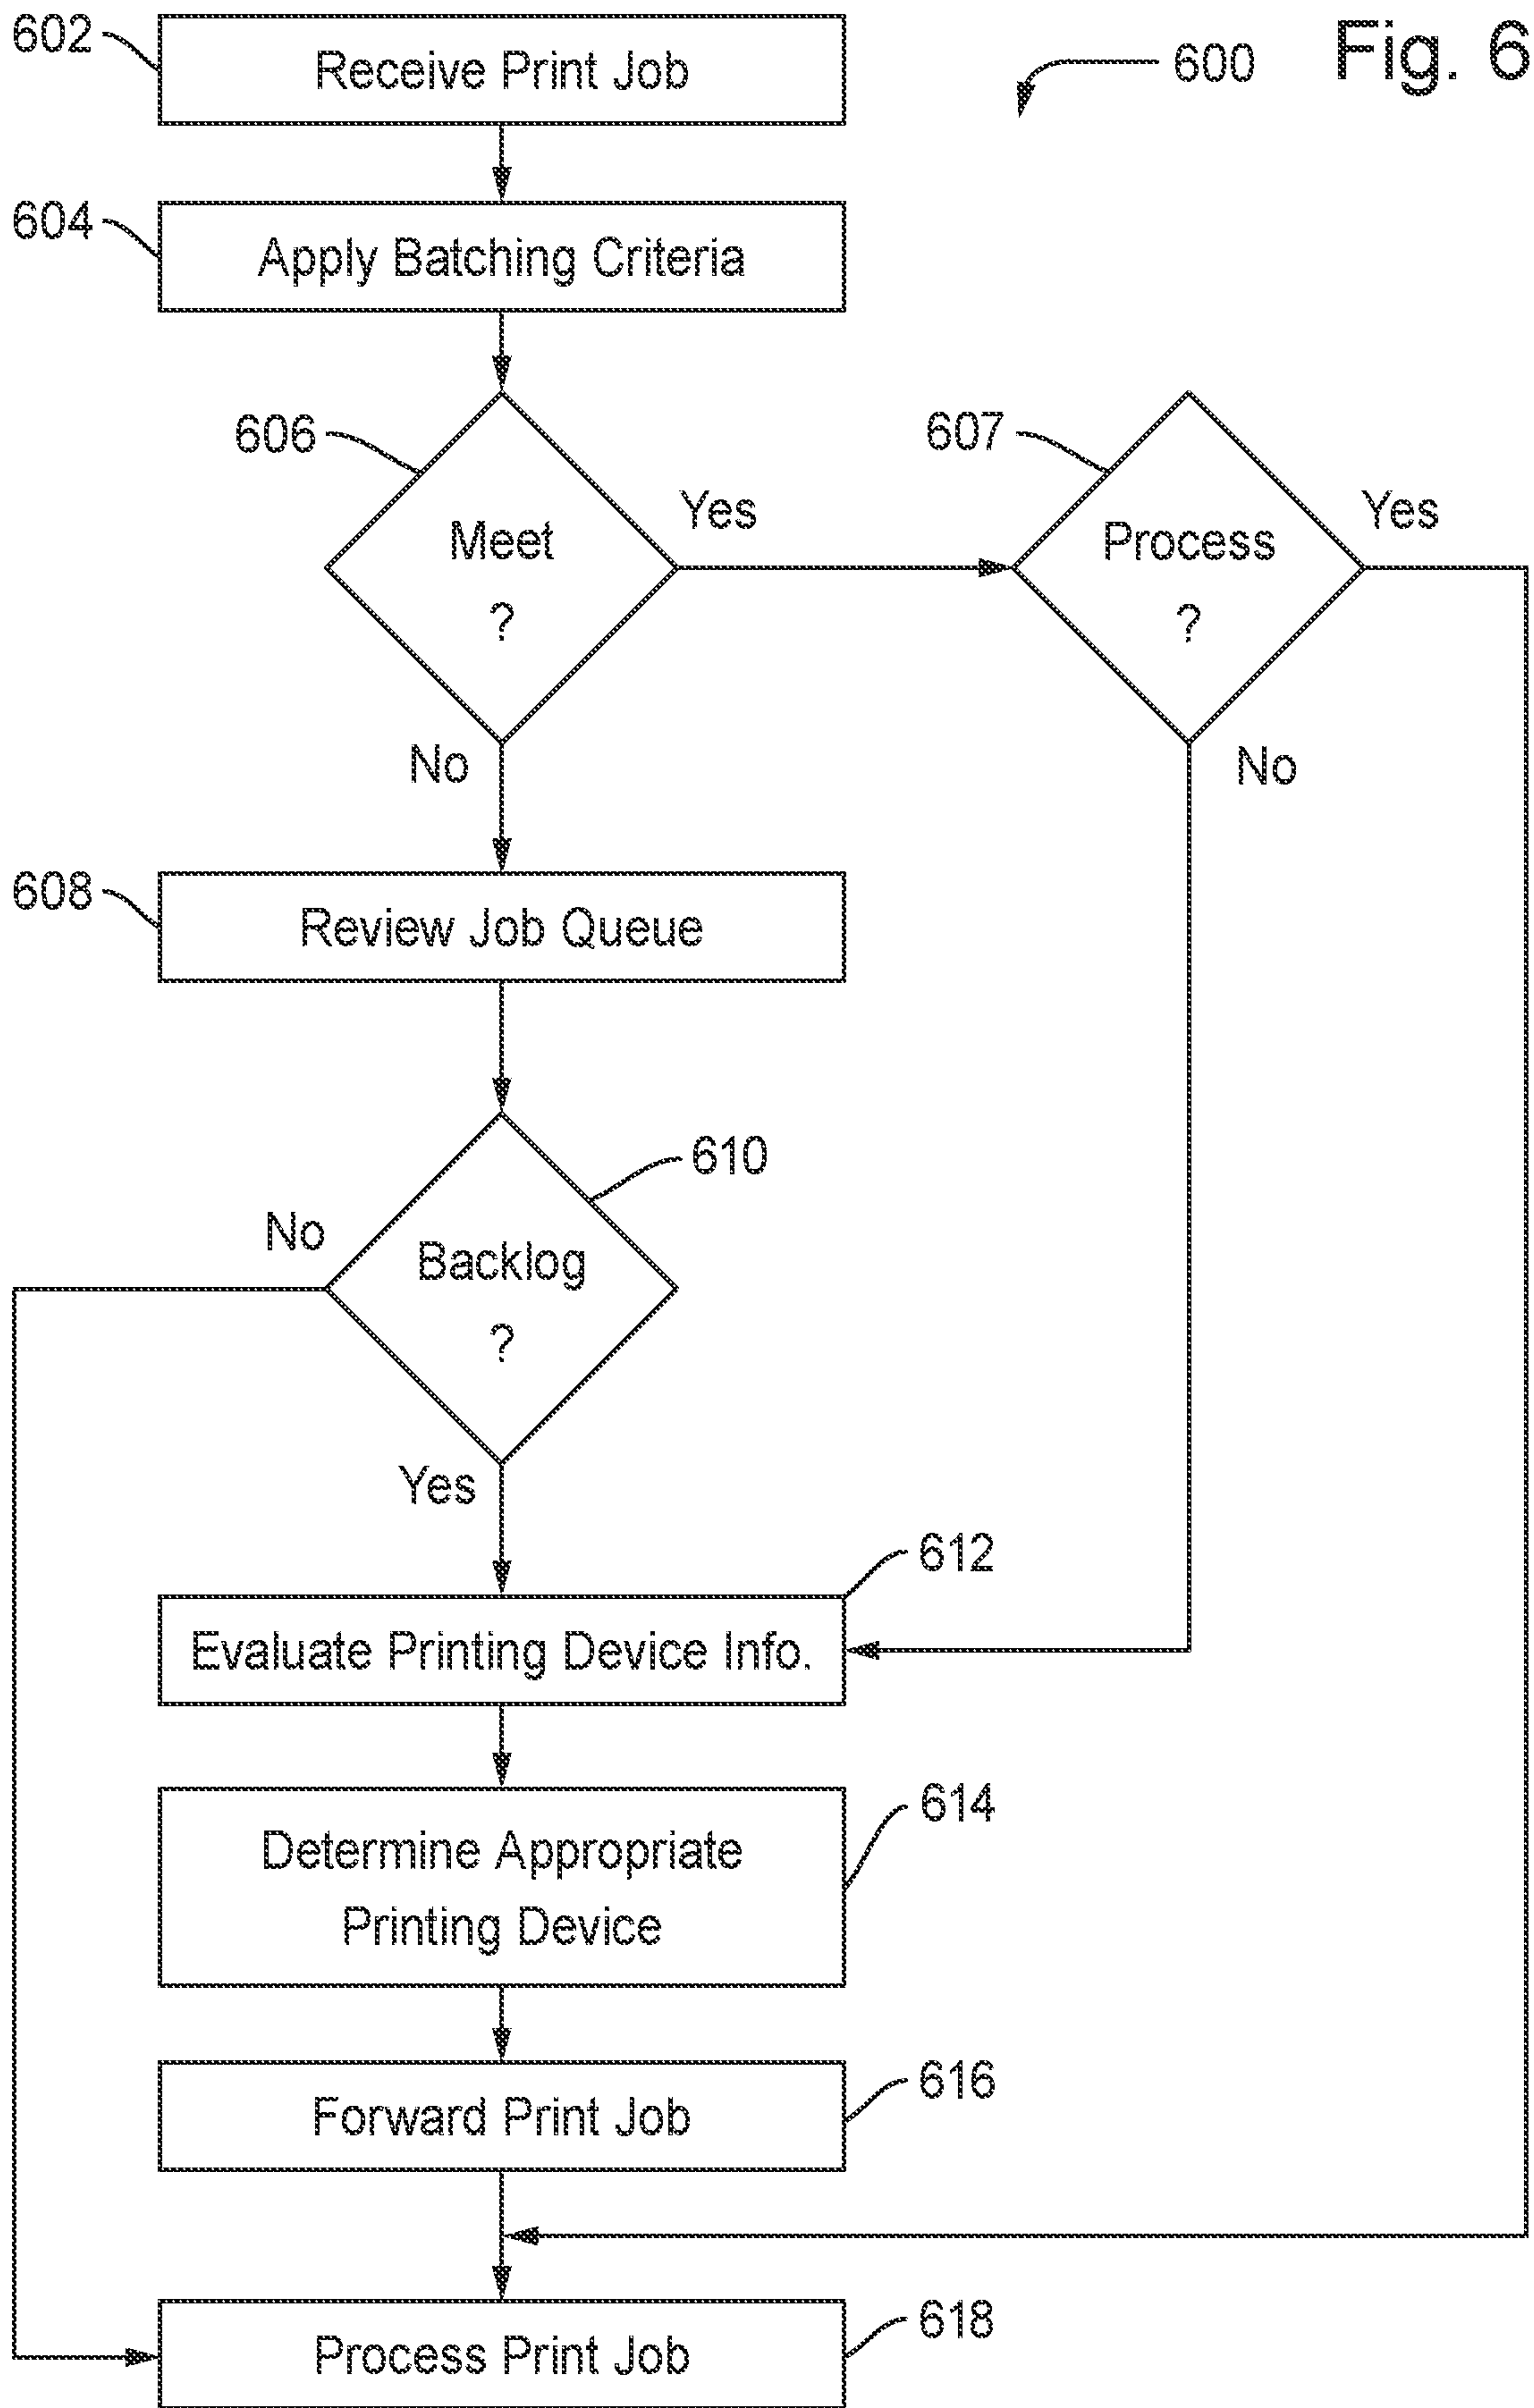 Fig. 6
600
602
Receive Print Job
604
Apply Batching Criteria
606
Meet
?
Yes
No
607
Process
?
Yes
No
608
Review Job Queue
610
Backlog
?
No
Yes
612
Evaluate Printing Device Info.
614
Determine Appropriate
Printing Device
616
Forward Print Job
618
Process Print Job